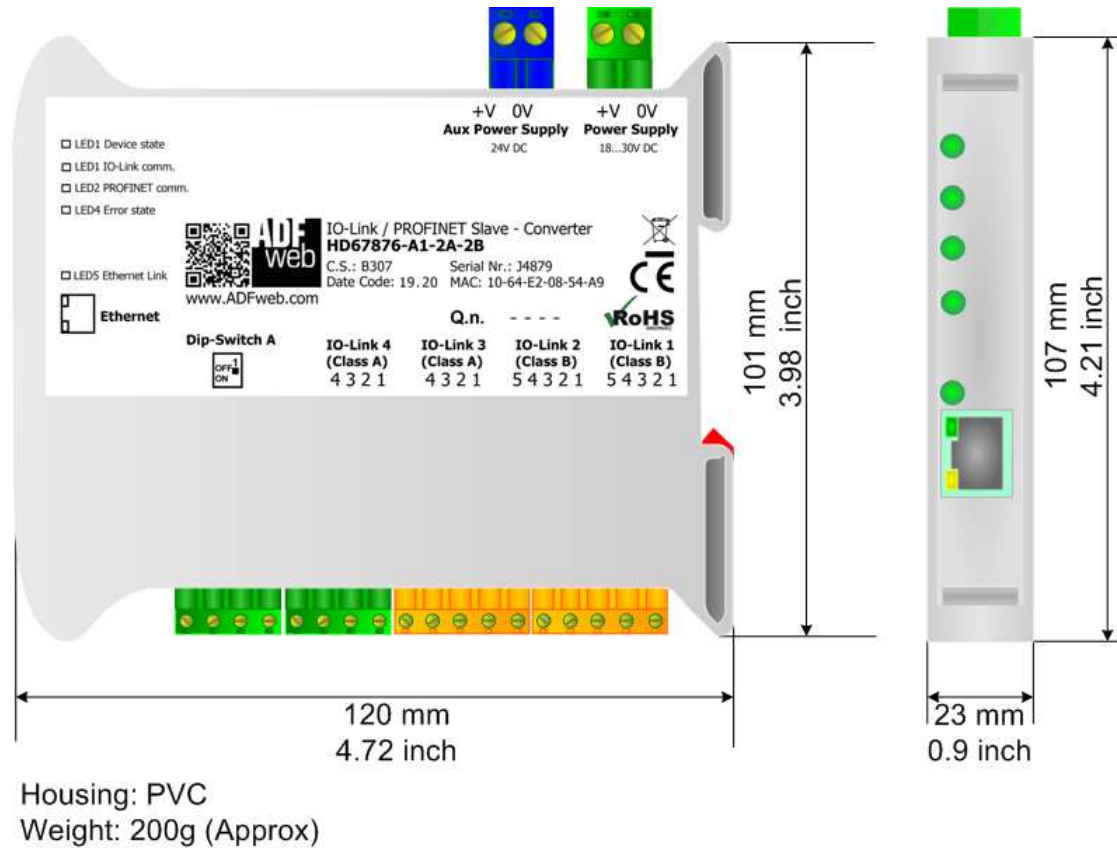 +V 0V
Aux Power Supply
24V DC
+V 0V
Power Supply
18...30V DC
LED1 Device state
LED1 IO-Link comm.
LED2 PROFINET comm.
LED4 Error state
LED5 Ethernet Link
Ethernet
ADF
web
www.ADFweb.com
IO-Link / PROFINET Slave - Converter
HD67876-A1-2A-2B
C.S.: B307 Serial Nr.: J4879
Date Code: 19.20 MAC: 10-64-E2-08-54-A9
CE
RoHS
Q.n. - - - -
Dip-Switch A
OFF 1
ON
IO-Link 4
(Class A)
4 3 2 1
IO-Link 3
(Class A)
4 3 2 1
IO-Link 2
(Class B)
5 4 3 2 1
IO-Link 1
(Class B)
5 4 3 2 1
101 mm
3.98 inch
107 mm
4.21 inch
120 mm
4.72 inch
23 mm
0.9 inch
Housing: PVC
Weight: 200g (Approx)